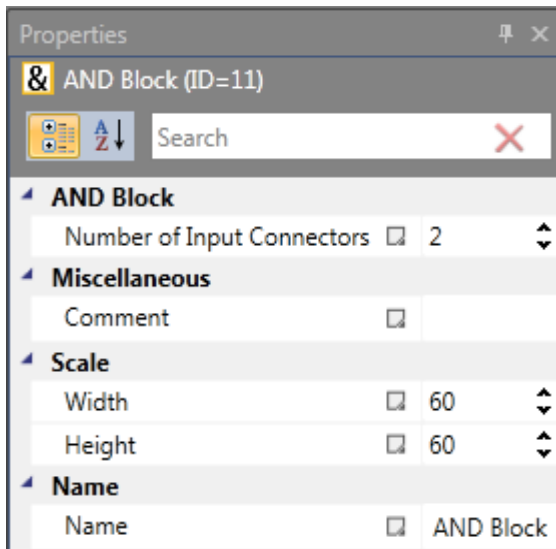 Properties
& AND Block (ID=11)
A Z Search
AND Block
Number of Input Connectors 2
Miscellaneous
Comment
Scale
Width 60
Height 60
Name
Name AND Block